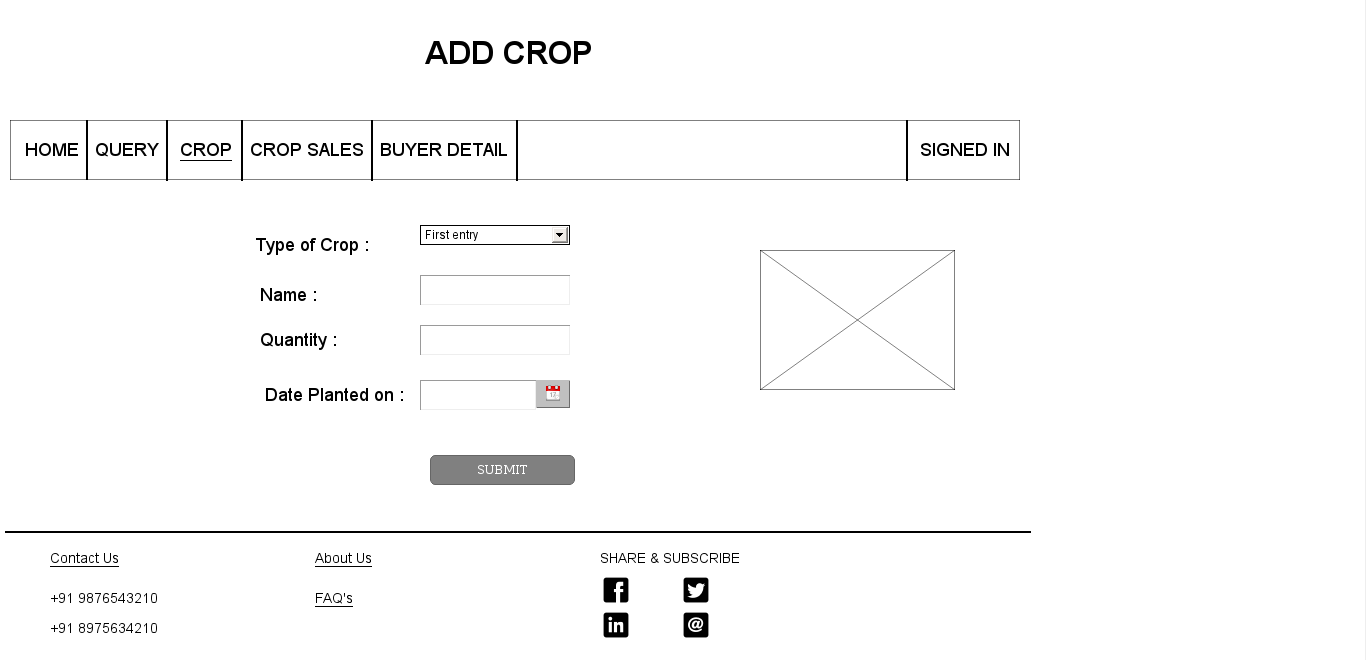 ADD CROP
HOME QUERY CROP CROP SALES BUYER DETAIL SIGNED IN
Type of Crop : First entry
Name :
Quantity :
Date Planted on :
SUBMIT
Contact Us About Us SHARE & SUBSCRIBE
+91 9876543210 FAQ's
+91 8975634210